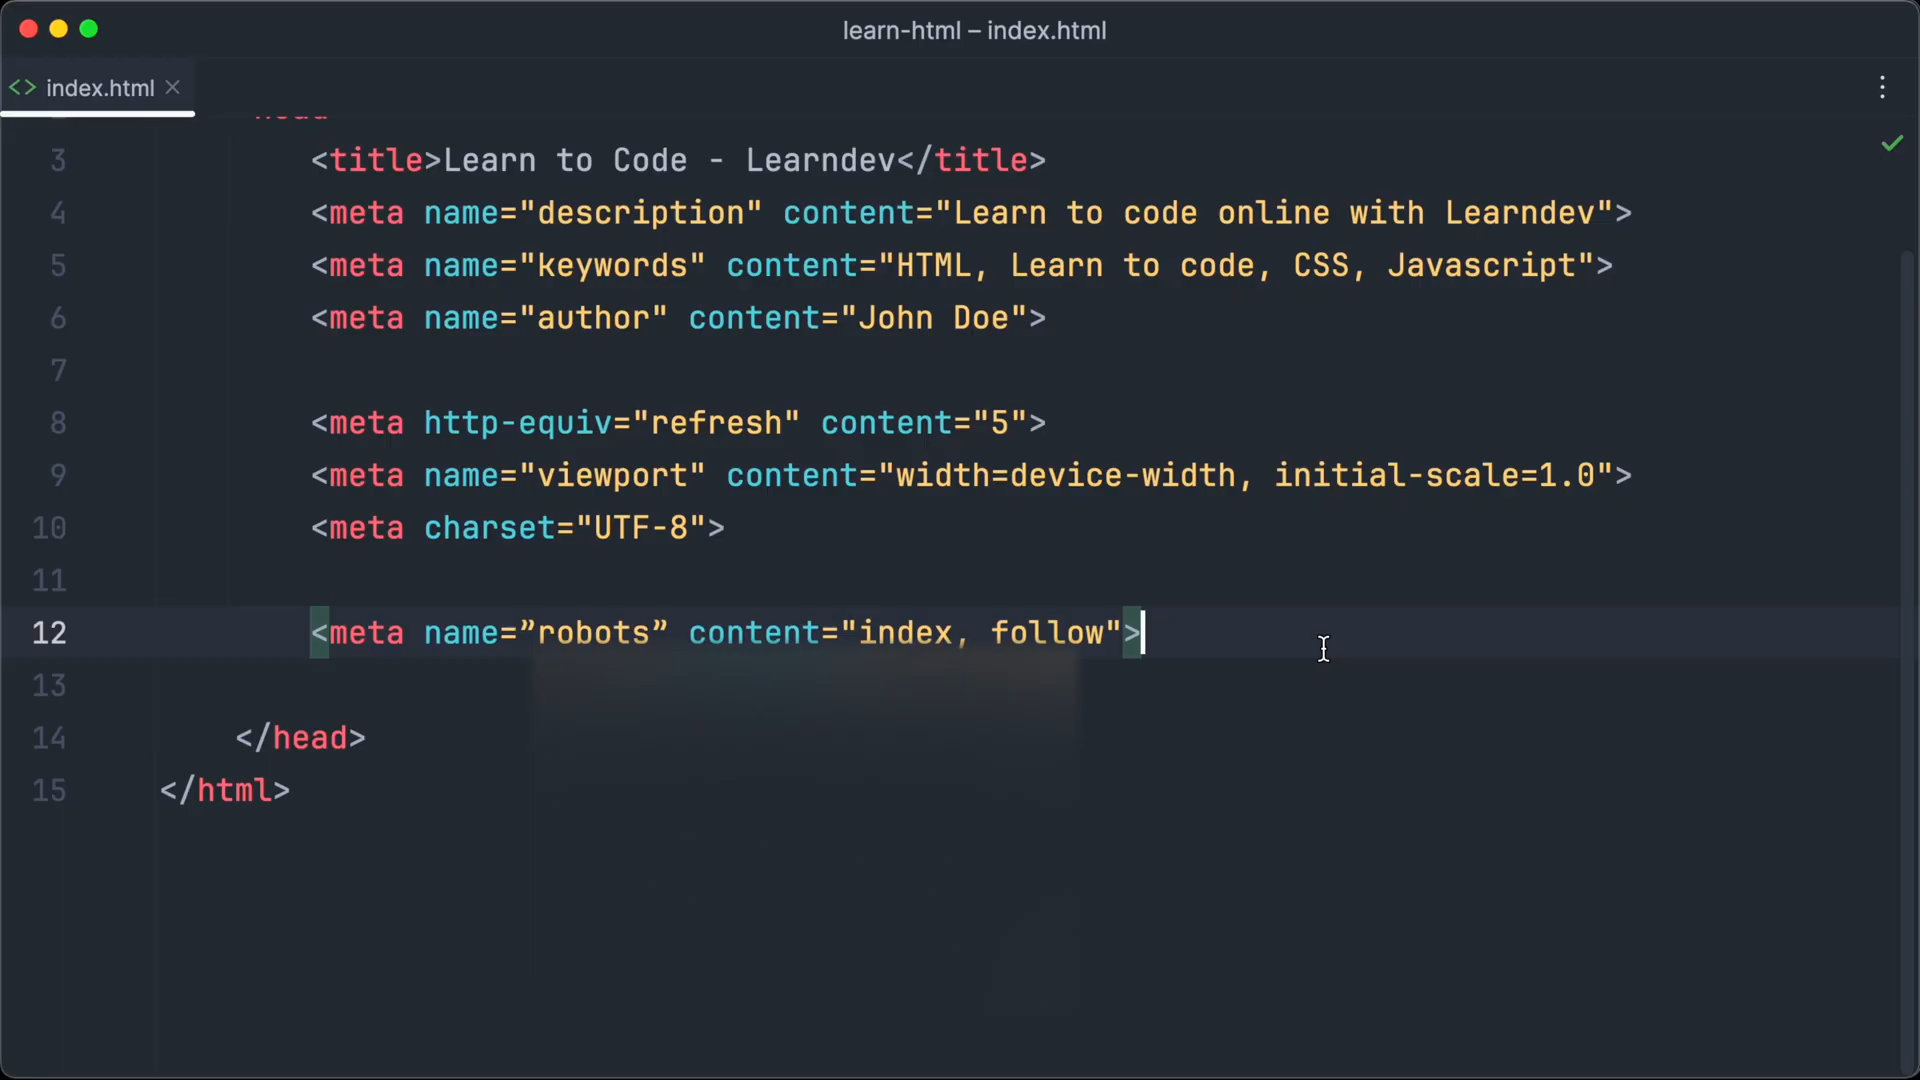 learn-html – index.html
<> index.html
3 <title>Learn to Code - Learndev</title>
4 <meta name="description" content="Learn to code online with Learndev">
5 <meta name="keywords" content="HTML, Learn to code, CSS, Javascript">
6 <meta name="author" content="John Doe">
7
8 <meta http-equiv="refresh" content="5">
9 <meta name="viewport" content="width=device-width, initial-scale=1.0">
10 <meta charset="UTF-8">
11
12 <meta name=”robots” content="index, follow">
13
14 </head>
15 </html>